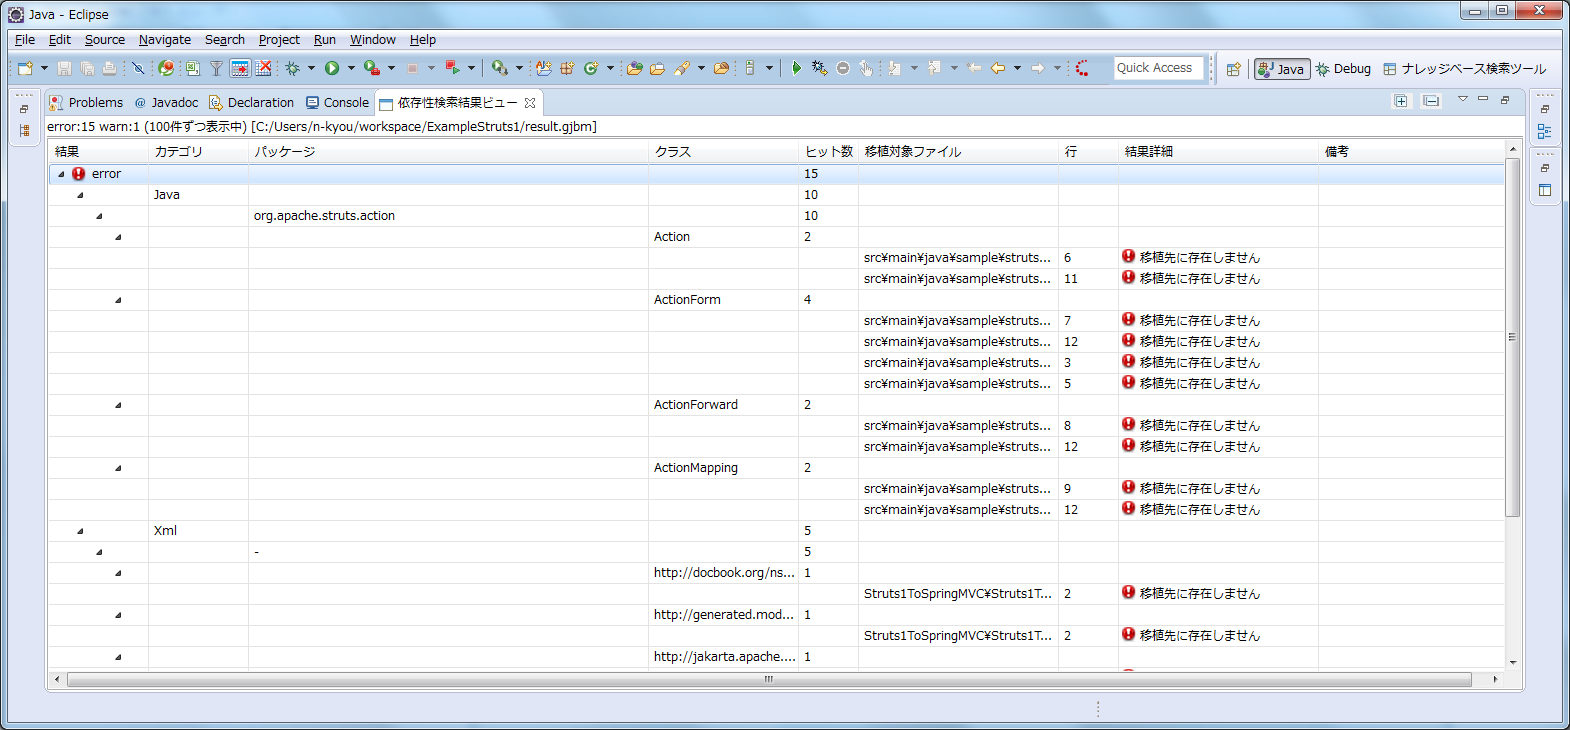 Java - Eclipse
File Edit Source Navigate Search Project Run Window Help
Quick Access Java Debug ナレッジベース検索ツール
Problems @ Javadoc Declaration Console 依存性検索結果ビュー
error:15 warn:1 (100件ずつ表示中) [C:/Users/n-kyou/workspace/ExampleStruts1/result.gjbm]
結果 カテゴリ パッケージ クラス ヒット数 移植対象ファイル 行 結果詳細 備考
error 15
Java 10
org.apache.struts.action 10
Action 2
src¥main¥java¥sample¥struts... 6 移植先に存在しません
src¥main¥java¥sample¥struts... 11 移植先に存在しません
ActionForm 4
src¥main¥java¥sample¥struts... 7 移植先に存在しません
src¥main¥java¥sample¥struts... 12 移植先に存在しません
src¥main¥java¥sample¥struts... 3 移植先に存在しません
src¥main¥java¥sample¥struts... 5 移植先に存在しません
ActionForward 2
src¥main¥java¥sample¥struts... 8 移植先に存在しません
src¥main¥java¥sample¥struts... 12 移植先に存在しません
ActionMapping 2
src¥main¥java¥sample¥struts... 9 移植先に存在しません
src¥main¥java¥sample¥struts... 12 移植先に存在しません
Xml 5
- 5
http://docbook.org/ns... 1
Struts1ToSpringMVC¥Struts1T... 2 移植先に存在しません
http://generated.mod... 1
Struts1ToSpringMVC¥Struts1T... 2 移植先に存在しません
http://jakarta.apache.... 1